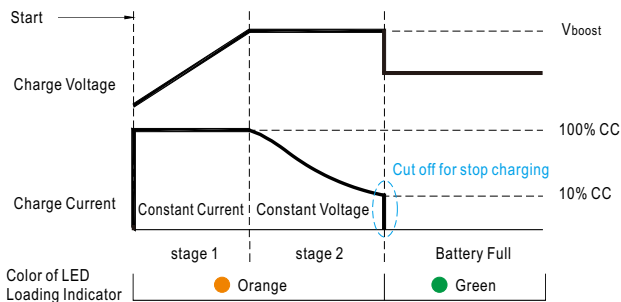 Start
Vboost
Charge Voltage
100% CC
Cut off for stop charging
10% CC
Charge Current
Constant Current
Constant Voltage
stage 1
stage 2
Battery Full
Color of LED
Loading Indicator
Orange
Green